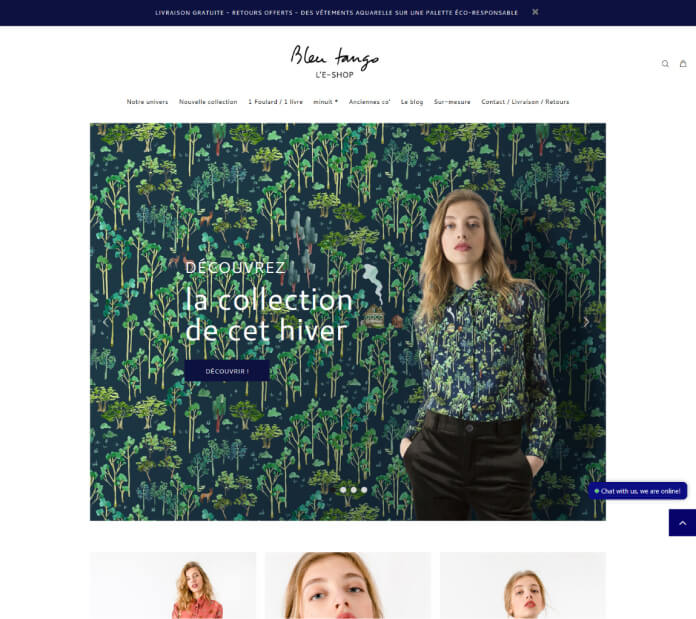 LIVRAISON GRATUITE - RETOURS OFFERTS - DES VÊTEMENTS AQUARELLE SUR UNE PALETTE ÉCO-RESPONSABLE
Bleu tango
L'E-SHOP
Notre univers Nouvelle collection 1 Foulard / 1 livre minuit * Anciennes co' Le blog Sur-mesure Contact / Livraison / Retours
DÉCOUVREZ
la collection
de cet hiver
DÉCOUVRIR !
Chat with us, we are online!